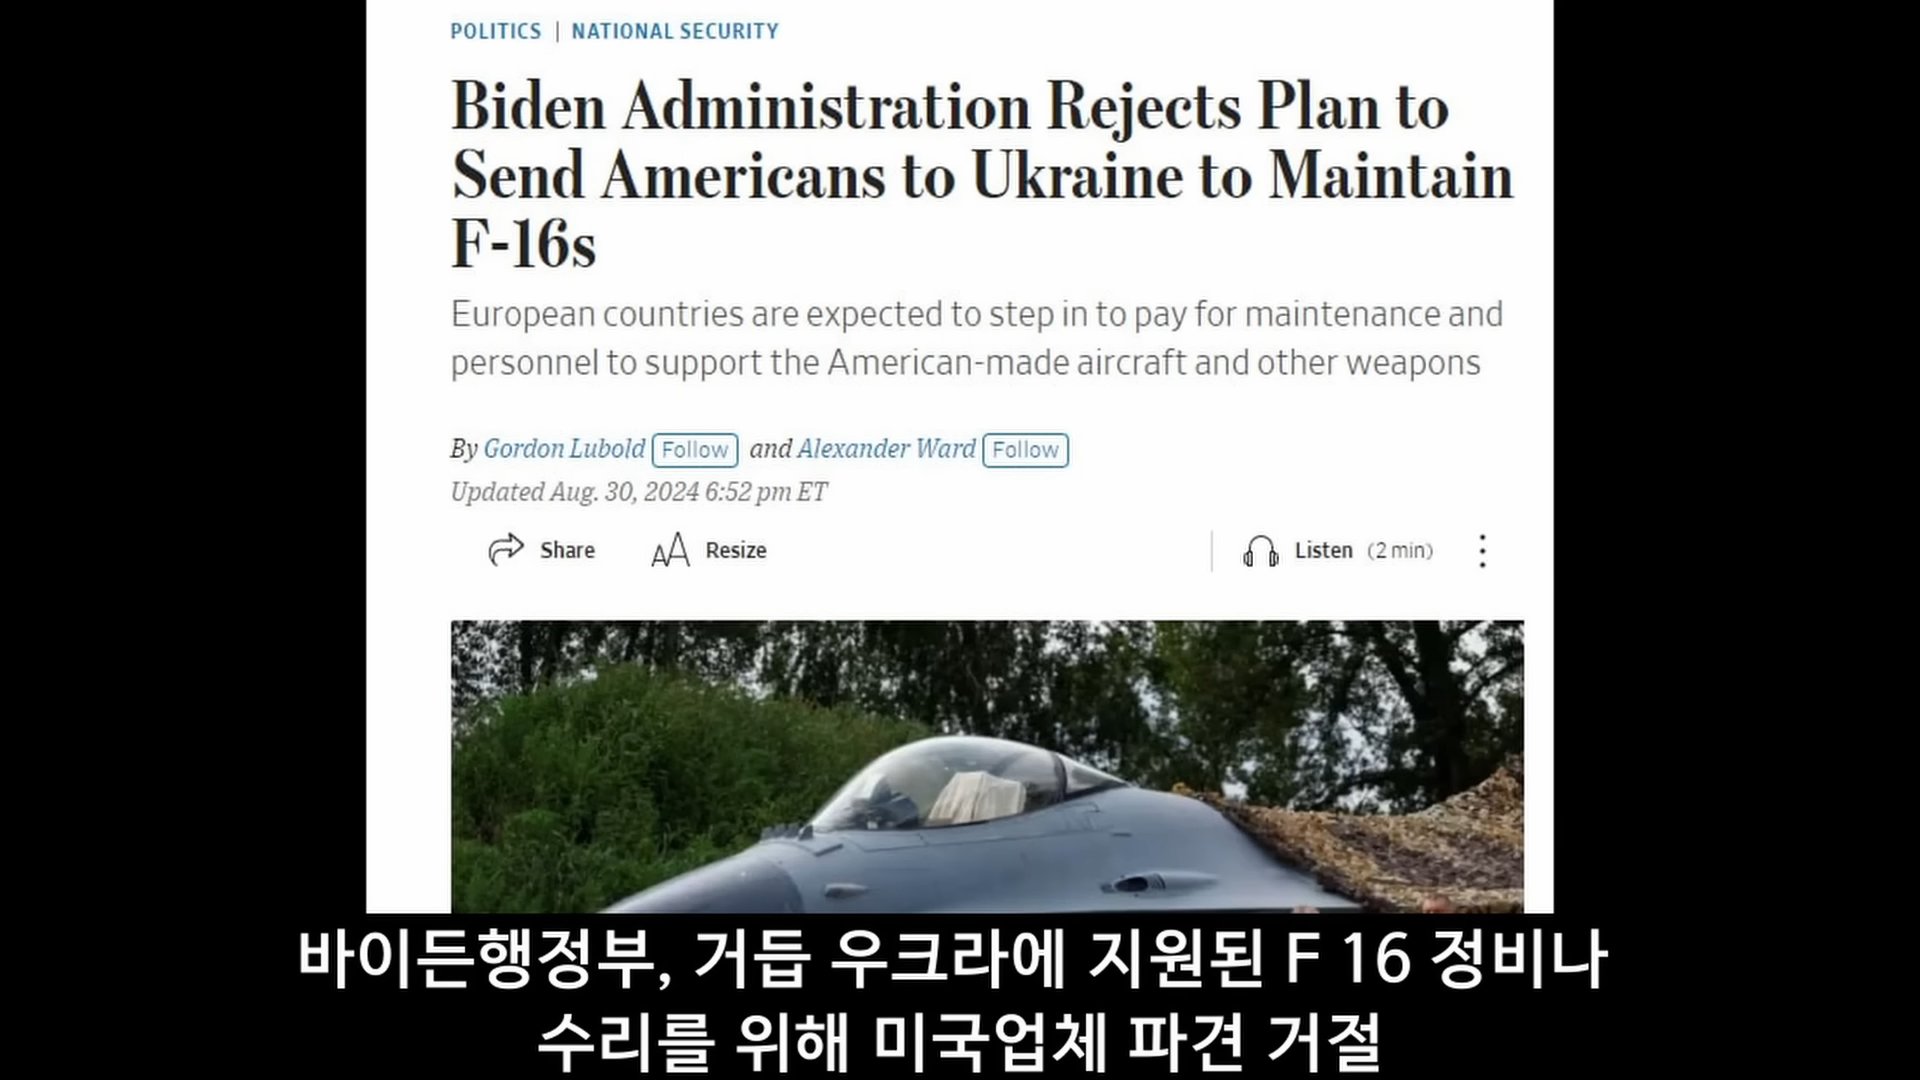 POLITICS | NATIONAL SECURITY
Biden Administration Rejects Plan to
Send Americans to Ukraine to Maintain
F-16s
European countries are expected to step in to pay for maintenance and
personnel to support the American-made aircraft and other weapons
By Gordon Lubold Follow and Alexander Ward Follow
Updated Aug. 30, 2024 6:52 pm ET
Share AA Resize Listen (2 min)
바이든행정부, 거듭 우크라에 지원된 F 16 정비나
수리를 위해 미국업체 파견 거절